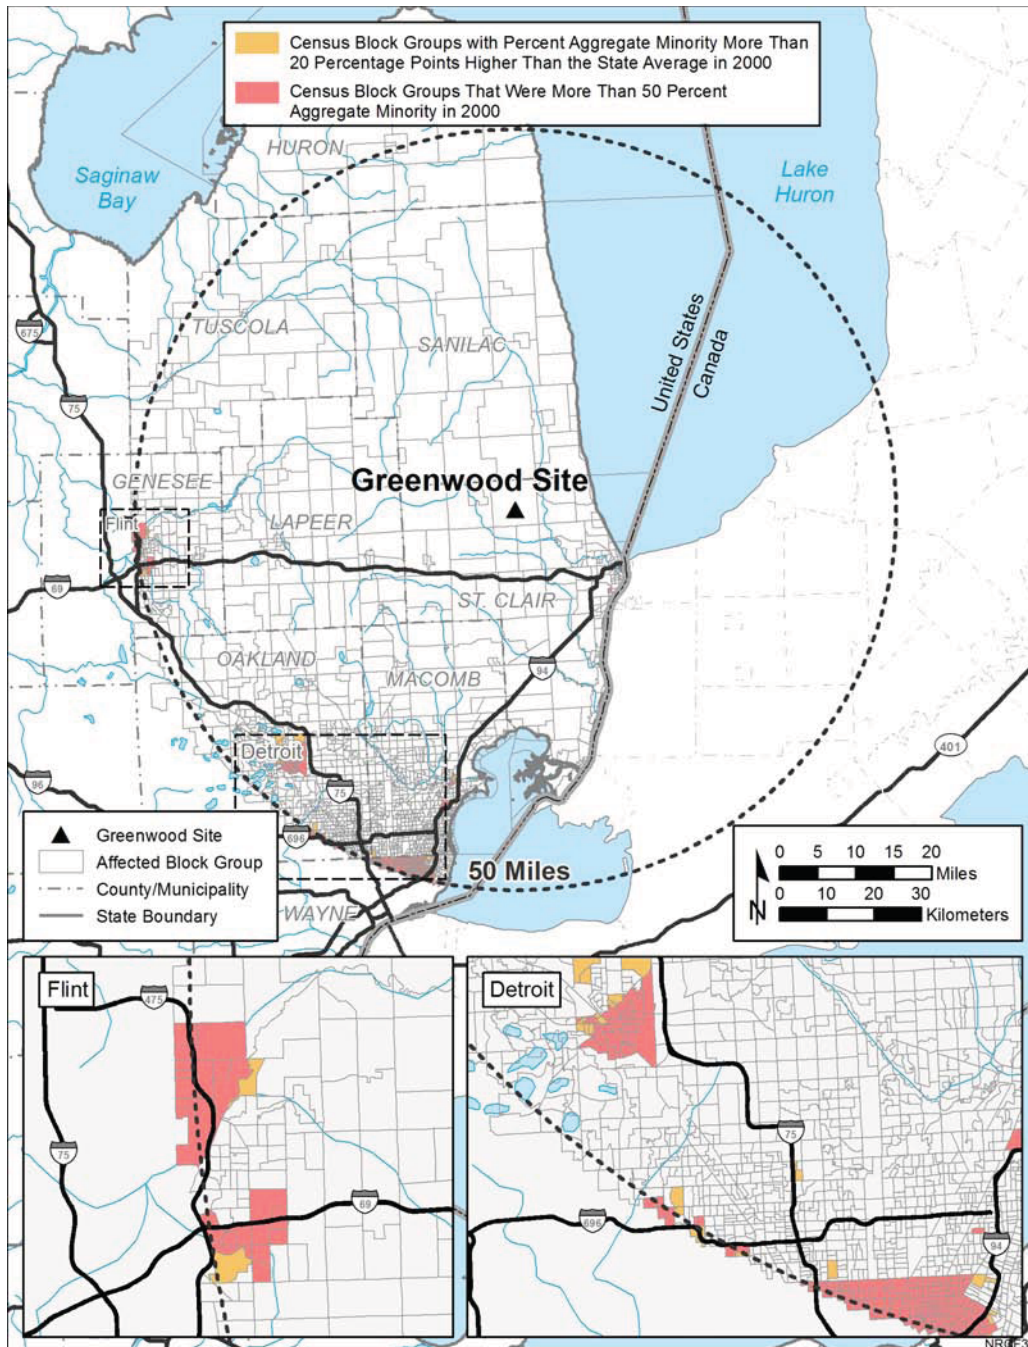 Census Block Groups with Percent Aggregate Minority More Than
20 Percentage Points Higher Than the State Average in 2000
Census Block Groups That Were More Than 50 Percent
Aggregate Minority in 2000
HURON
Saginaw
Bay
Lake
Huron
TUSCOLA
SANILAC
675
75
United States
Canada
GENESEE
Greenwood Site
Flint
LAPEER
69
ST. CLAIR
OAKLAND
MACOMB
94
Detroit
401
96
75
696
Greenwood Site
Affected Block Group
County/Municipality
State Boundary
50 Miles
WAYNE
0 5 10 15 20
Miles
0 10 20 30
Kilometers
N
Flint
475
75
69
Detroit
75
696
94